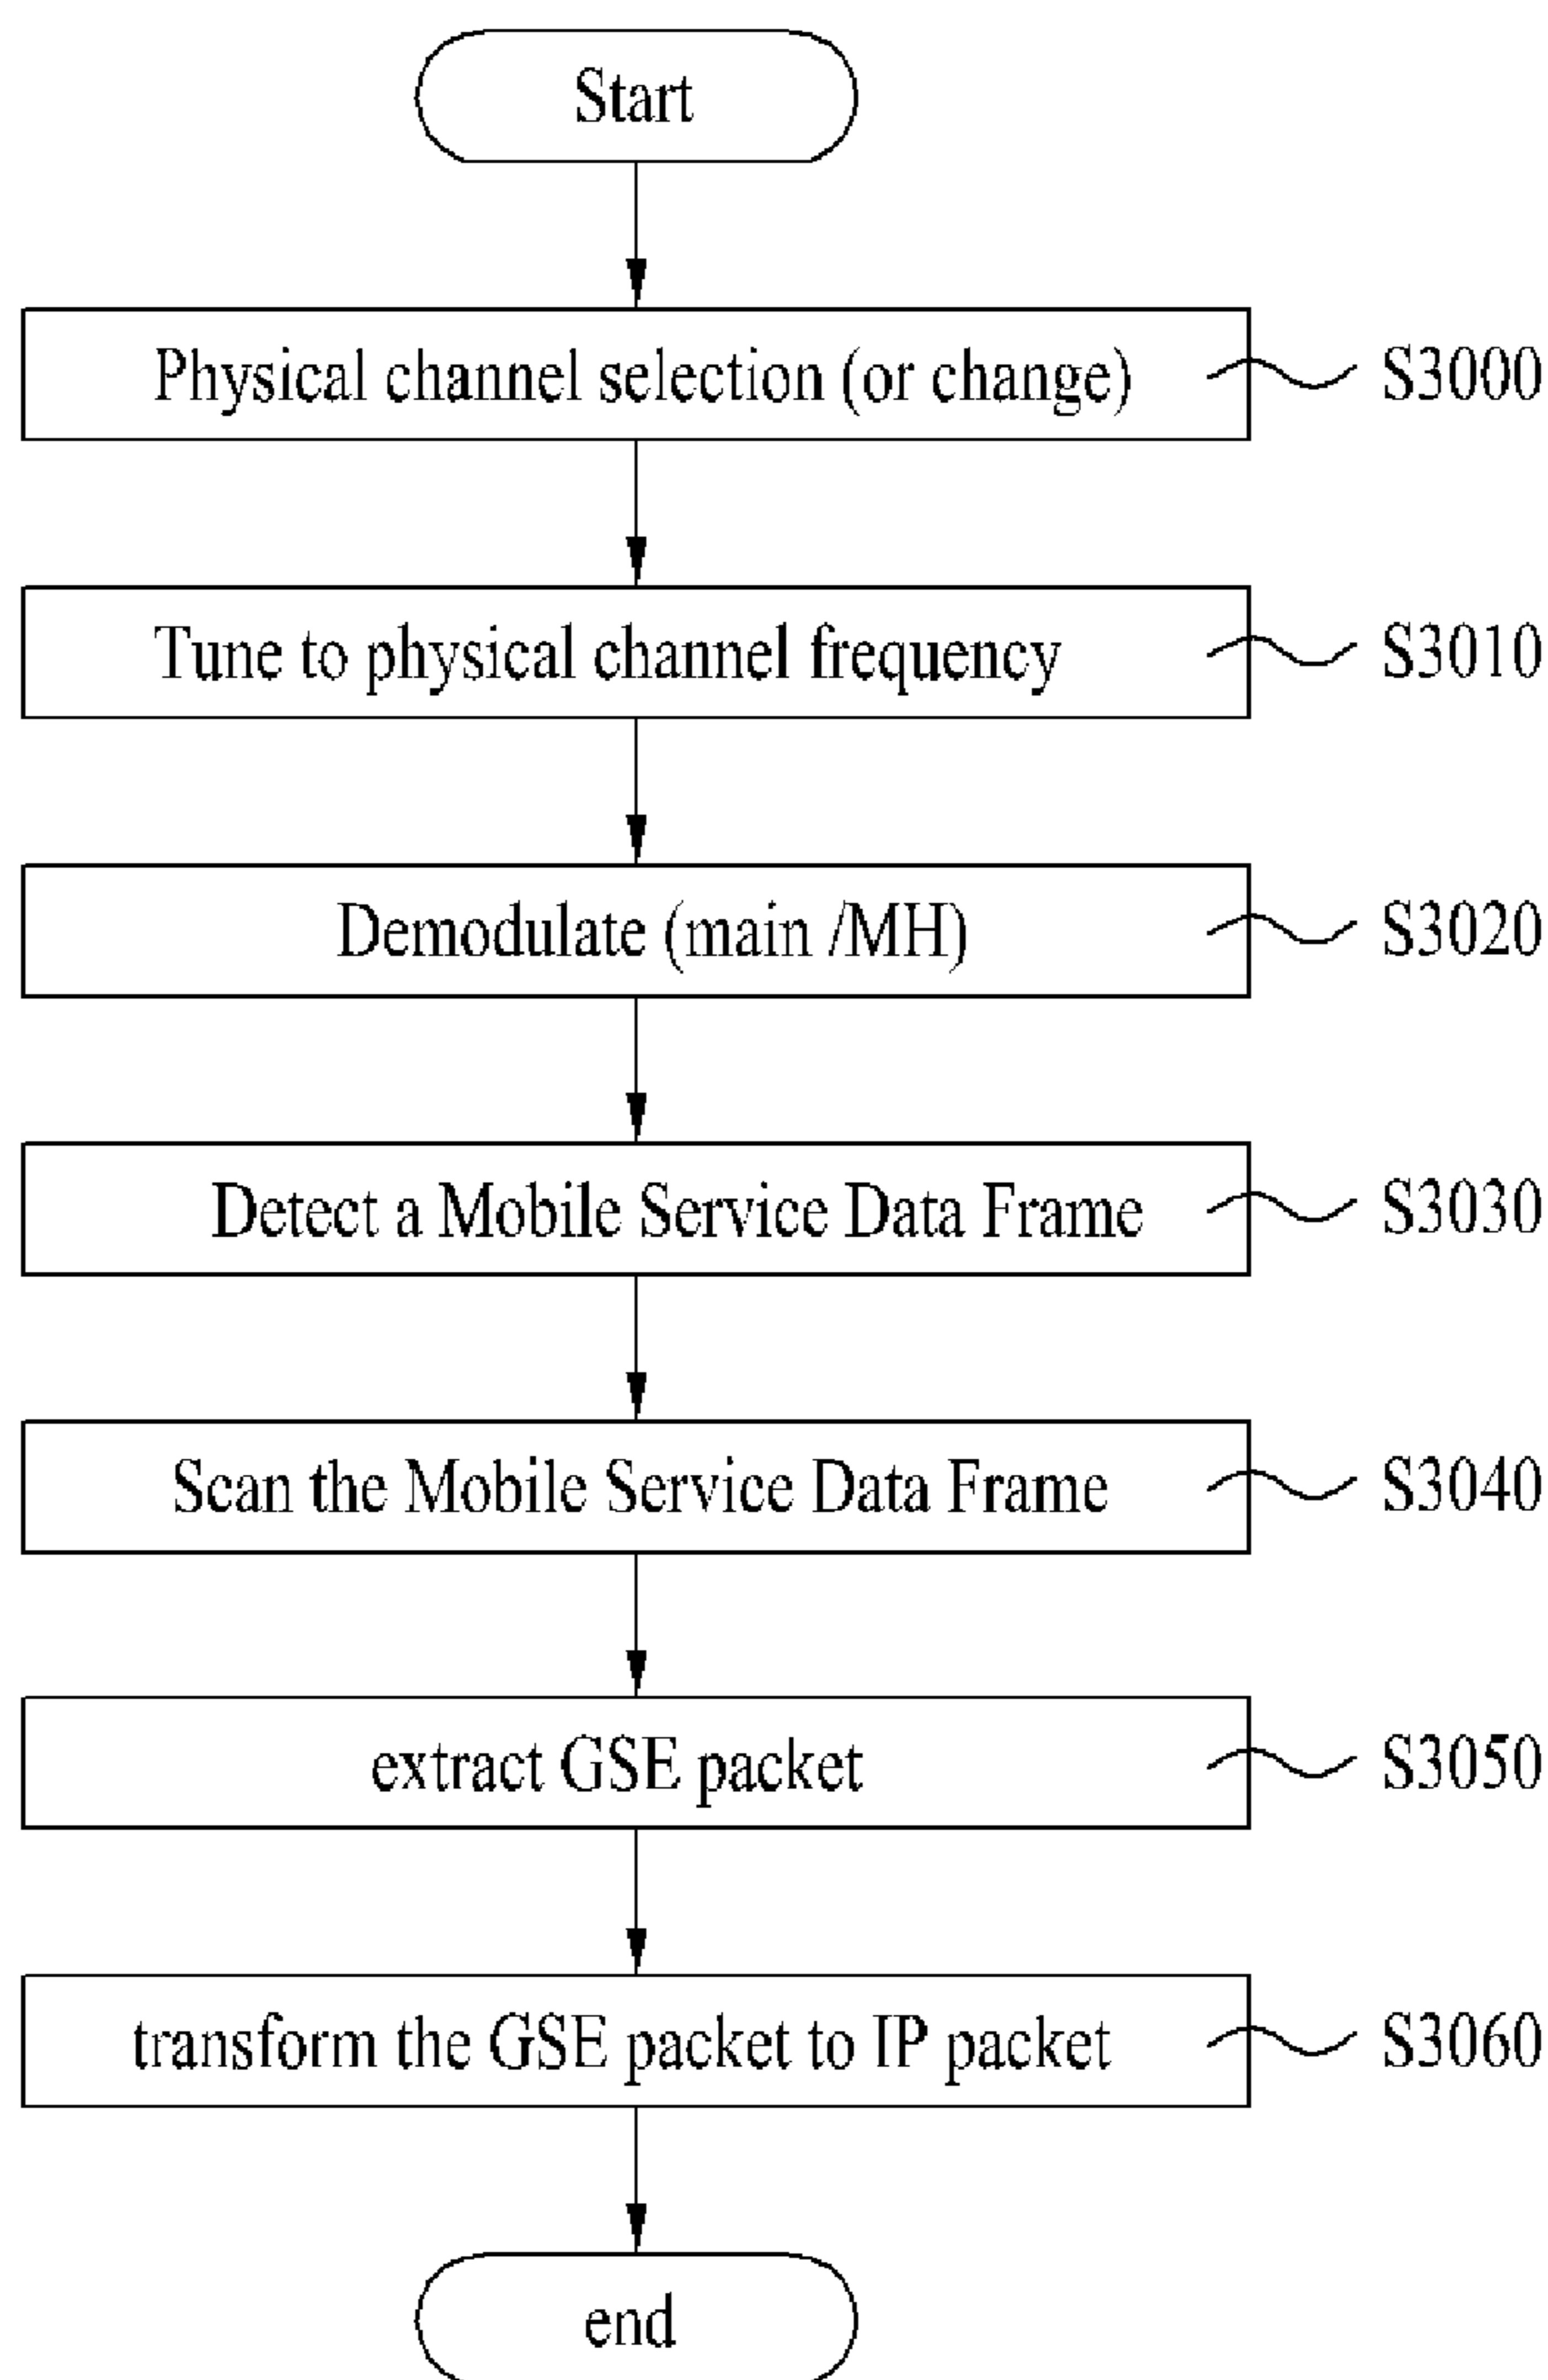 Start
Physical channel selection (or change)
S3000
Tune to physical channel frequency
S3010
Demodulate (main /MH)
S3020
Detect a Mobile Service Data Frame
S3030
Scan the Mobile Service Data Frame
S3040
extract GSE packet
S3050
transform the GSE packet to IP packet
S3060
end